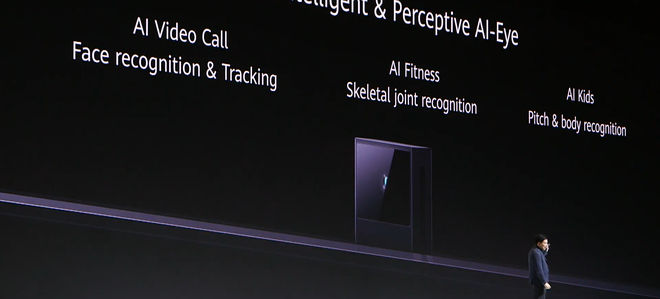 & Perceptive AI-Eye
AI Video Call
Face recognition & Tracking
AI Fitness
Skeletal joint recognition
AI Kids
Pitch & body recognition